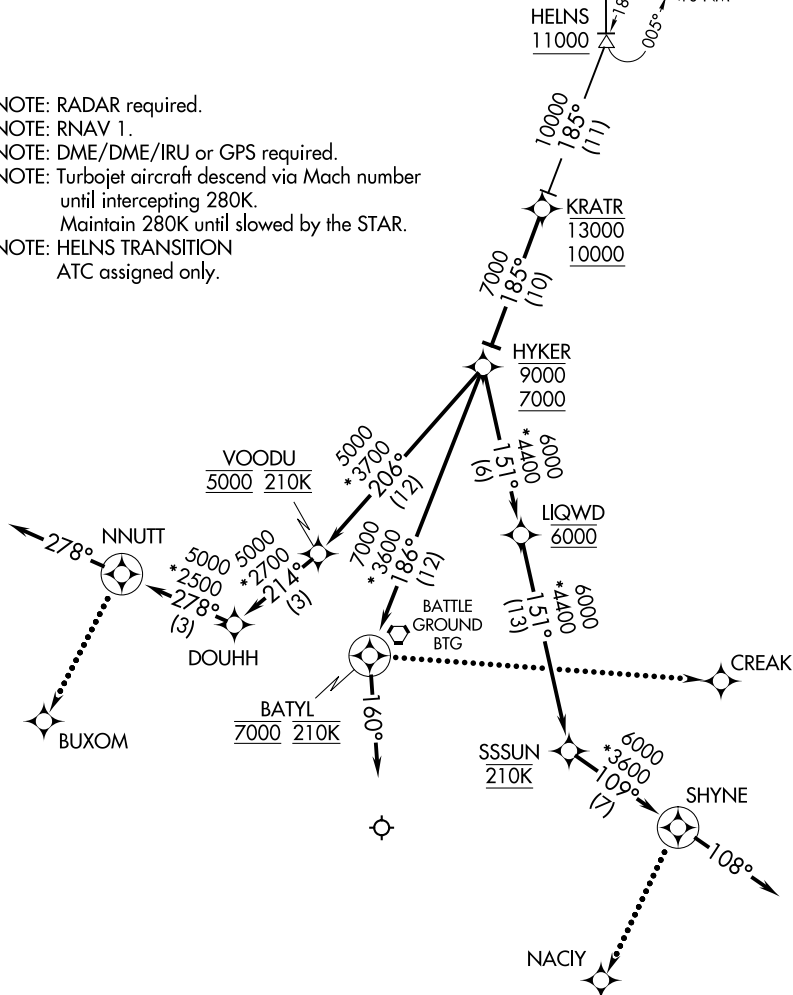 HELNS
11000
18
005°
10000
185°
(11)
NOTE: RADAR required.
NOTE: RNAV 1.
NOTE: DME/DME/IRU or GPS required.
NOTE: Turbojet aircraft descend via Mach number
until intercepting 280K.
Maintain 280K until slowed by the STAR.
NOTE: HELNS TRANSITION
ATC assigned only.
KRATR
13000
10000
7000
185°
(10)
HYKER
9000
7000
VOODU
5000 210K
5000
*3700
206°
(12)
6000
*4400
151°
(6)
LIQWD
6000
7000
*3600
186°
(12)
NNUTT
278°
5000
*2500
278°
(3)
5000
*2700
214°
(3)
DOUHH
BATTLE
GROUND
BTG
6000
*4400
151°
(13)
CREAK
BUXOM
BATYL
7000 210K
160°
SSSUN
210K
6000
*3600
109°
(7)
SHYNE
108°
NACIY